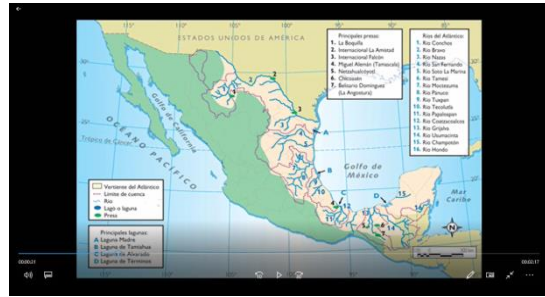 ESTADOS UNIDOS DE AMÉRICA
Principales presas:
1. La Boquilla
2. Internacional La Amistad
3. Internacional Falcón
4. Miguel Alemán (Temascal)
5. Netzahualcóyotl
6. Chicoasén
7. Belisario Domínguez
(La Angostura)
Ríos del Atlántico
1. Río Conchos
2. Río Bravo
3. Río Nazas
4. Río San Fernando
5. Río Soto La Marina
6. Río Tamesí
7. Río Moctezuma
8. Río Pánuco
9. Río Tuxpan
10. Río Tecolutla
11. Río Papaloapan
12. Río Coatzacoalcos
13. Río Grijalva
14. Río Usumacinta
15. Río Champotón
16. Río Hondo
Golfo de California
OCÉANO PACÍFICO
Trópico de Cáncer
Golfo de
México
Mar
Caribe
Vertiente del Atlántico
Límite de cuenca
Río
Lago o laguna
Presa
Principales lagunas:
A Laguna Madre
B Laguna de Tamiahua
C Laguna de Alvarado
D Laguna de Términos
N
00:00:21
00:03:17